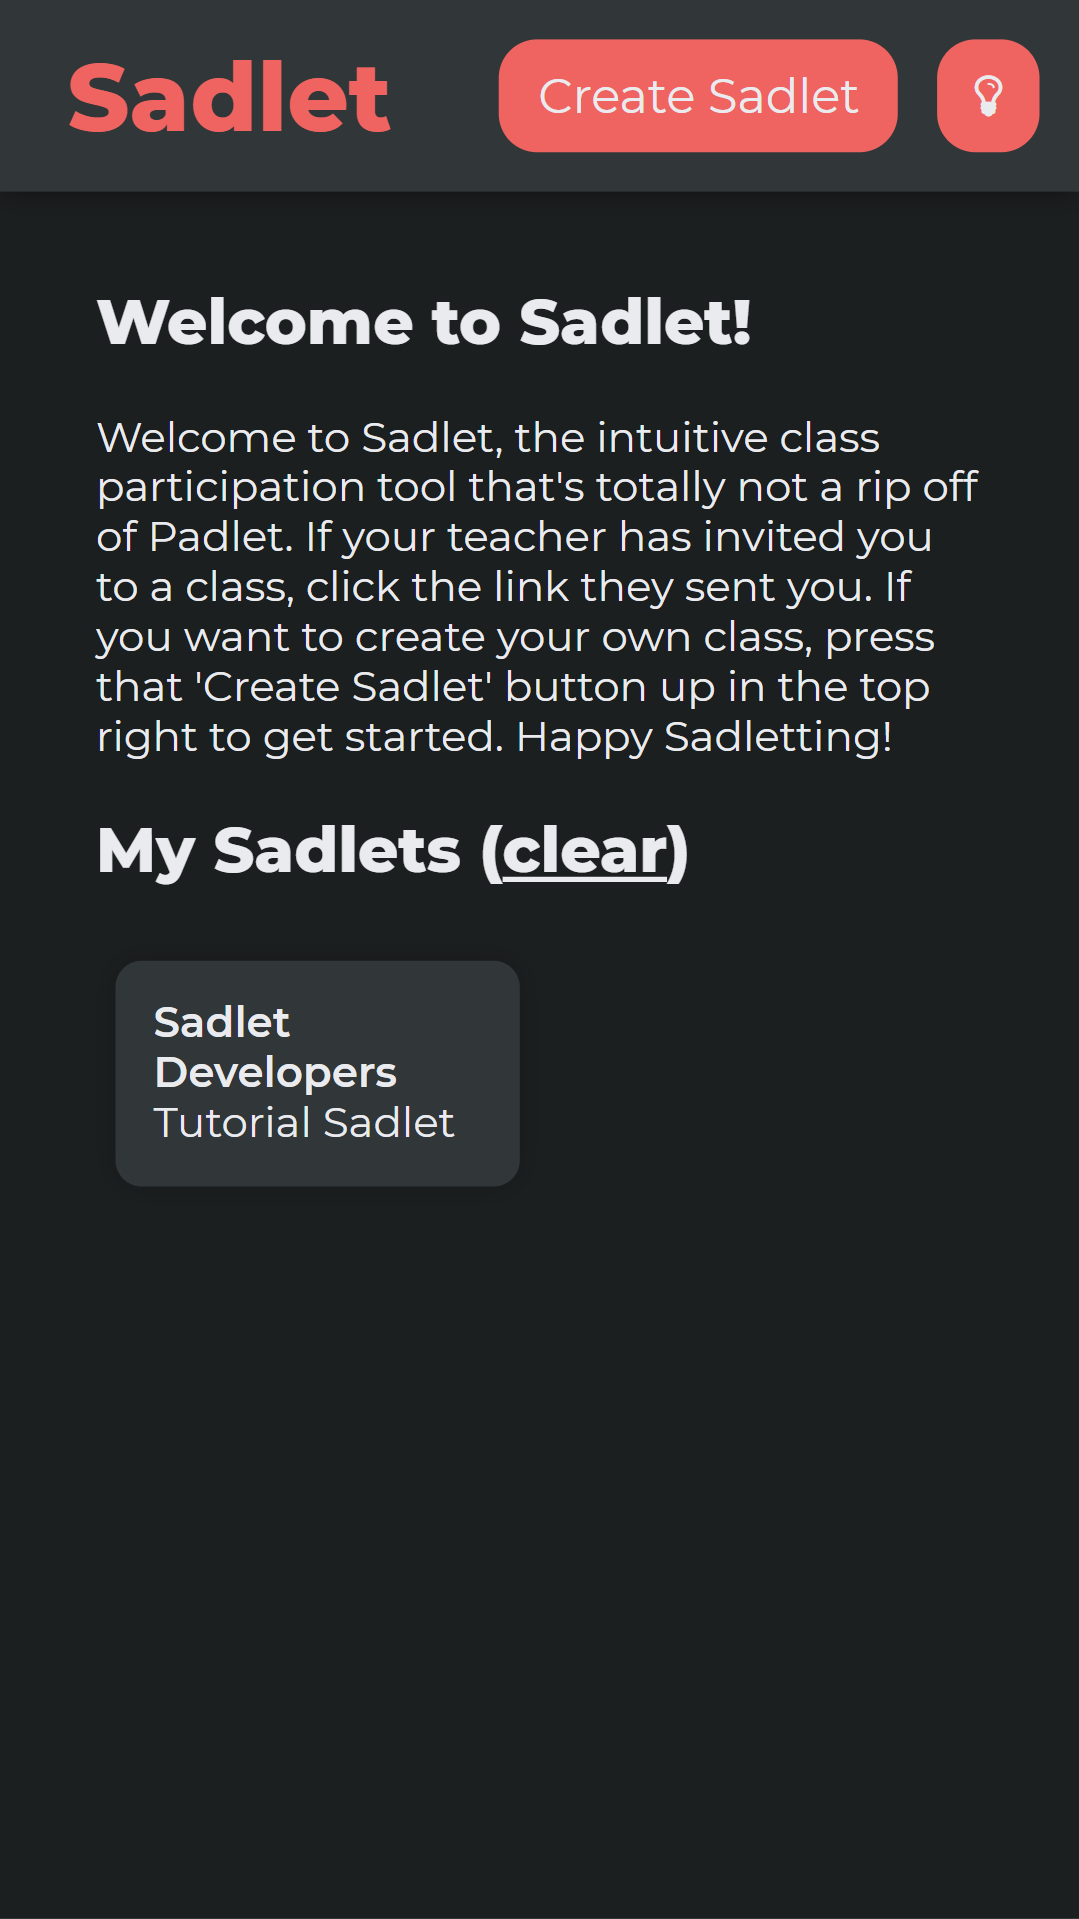 Sadlet
Create Sadlet
Welcome to Sadlet!
Welcome to Sadlet, the intuitive class
participation tool that's totally not a rip off
of Padlet. If your teacher has invited you
to a class, click the link they sent you. If
you want to create your own class, press
that 'Create Sadlet' button up in the top
right to get started. Happy Sadletting!
My Sadlets (clear)
Sadlet
Developers
Tutorial Sadlet